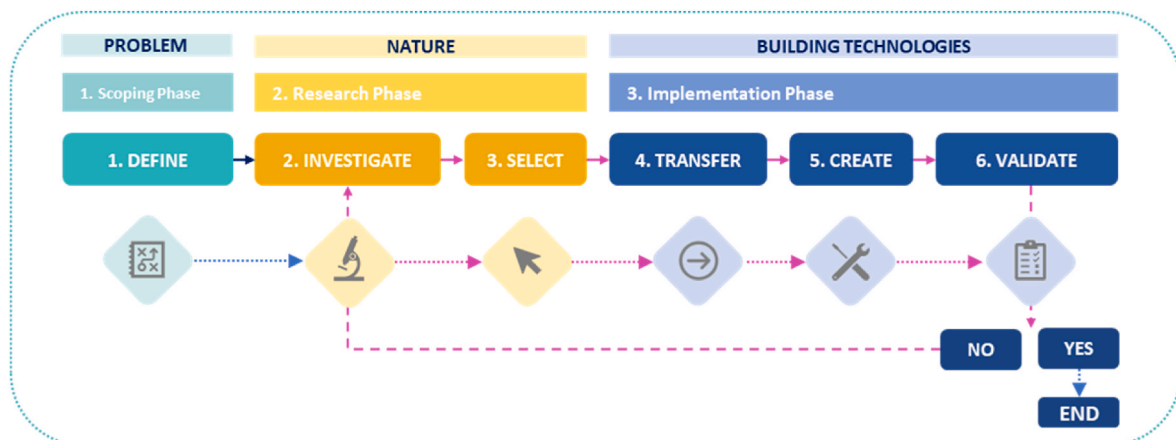 PROBLEM
NATURE
BUILDING TECHNOLOGIES
1. Scoping Phase
2. Research Phase
3. Implementation Phase
1. DEFINE
2. INVESTIGATE
3. SELECT
4. TRANSFER
5. CREATE
6. VALIDATE
NO
YES
END